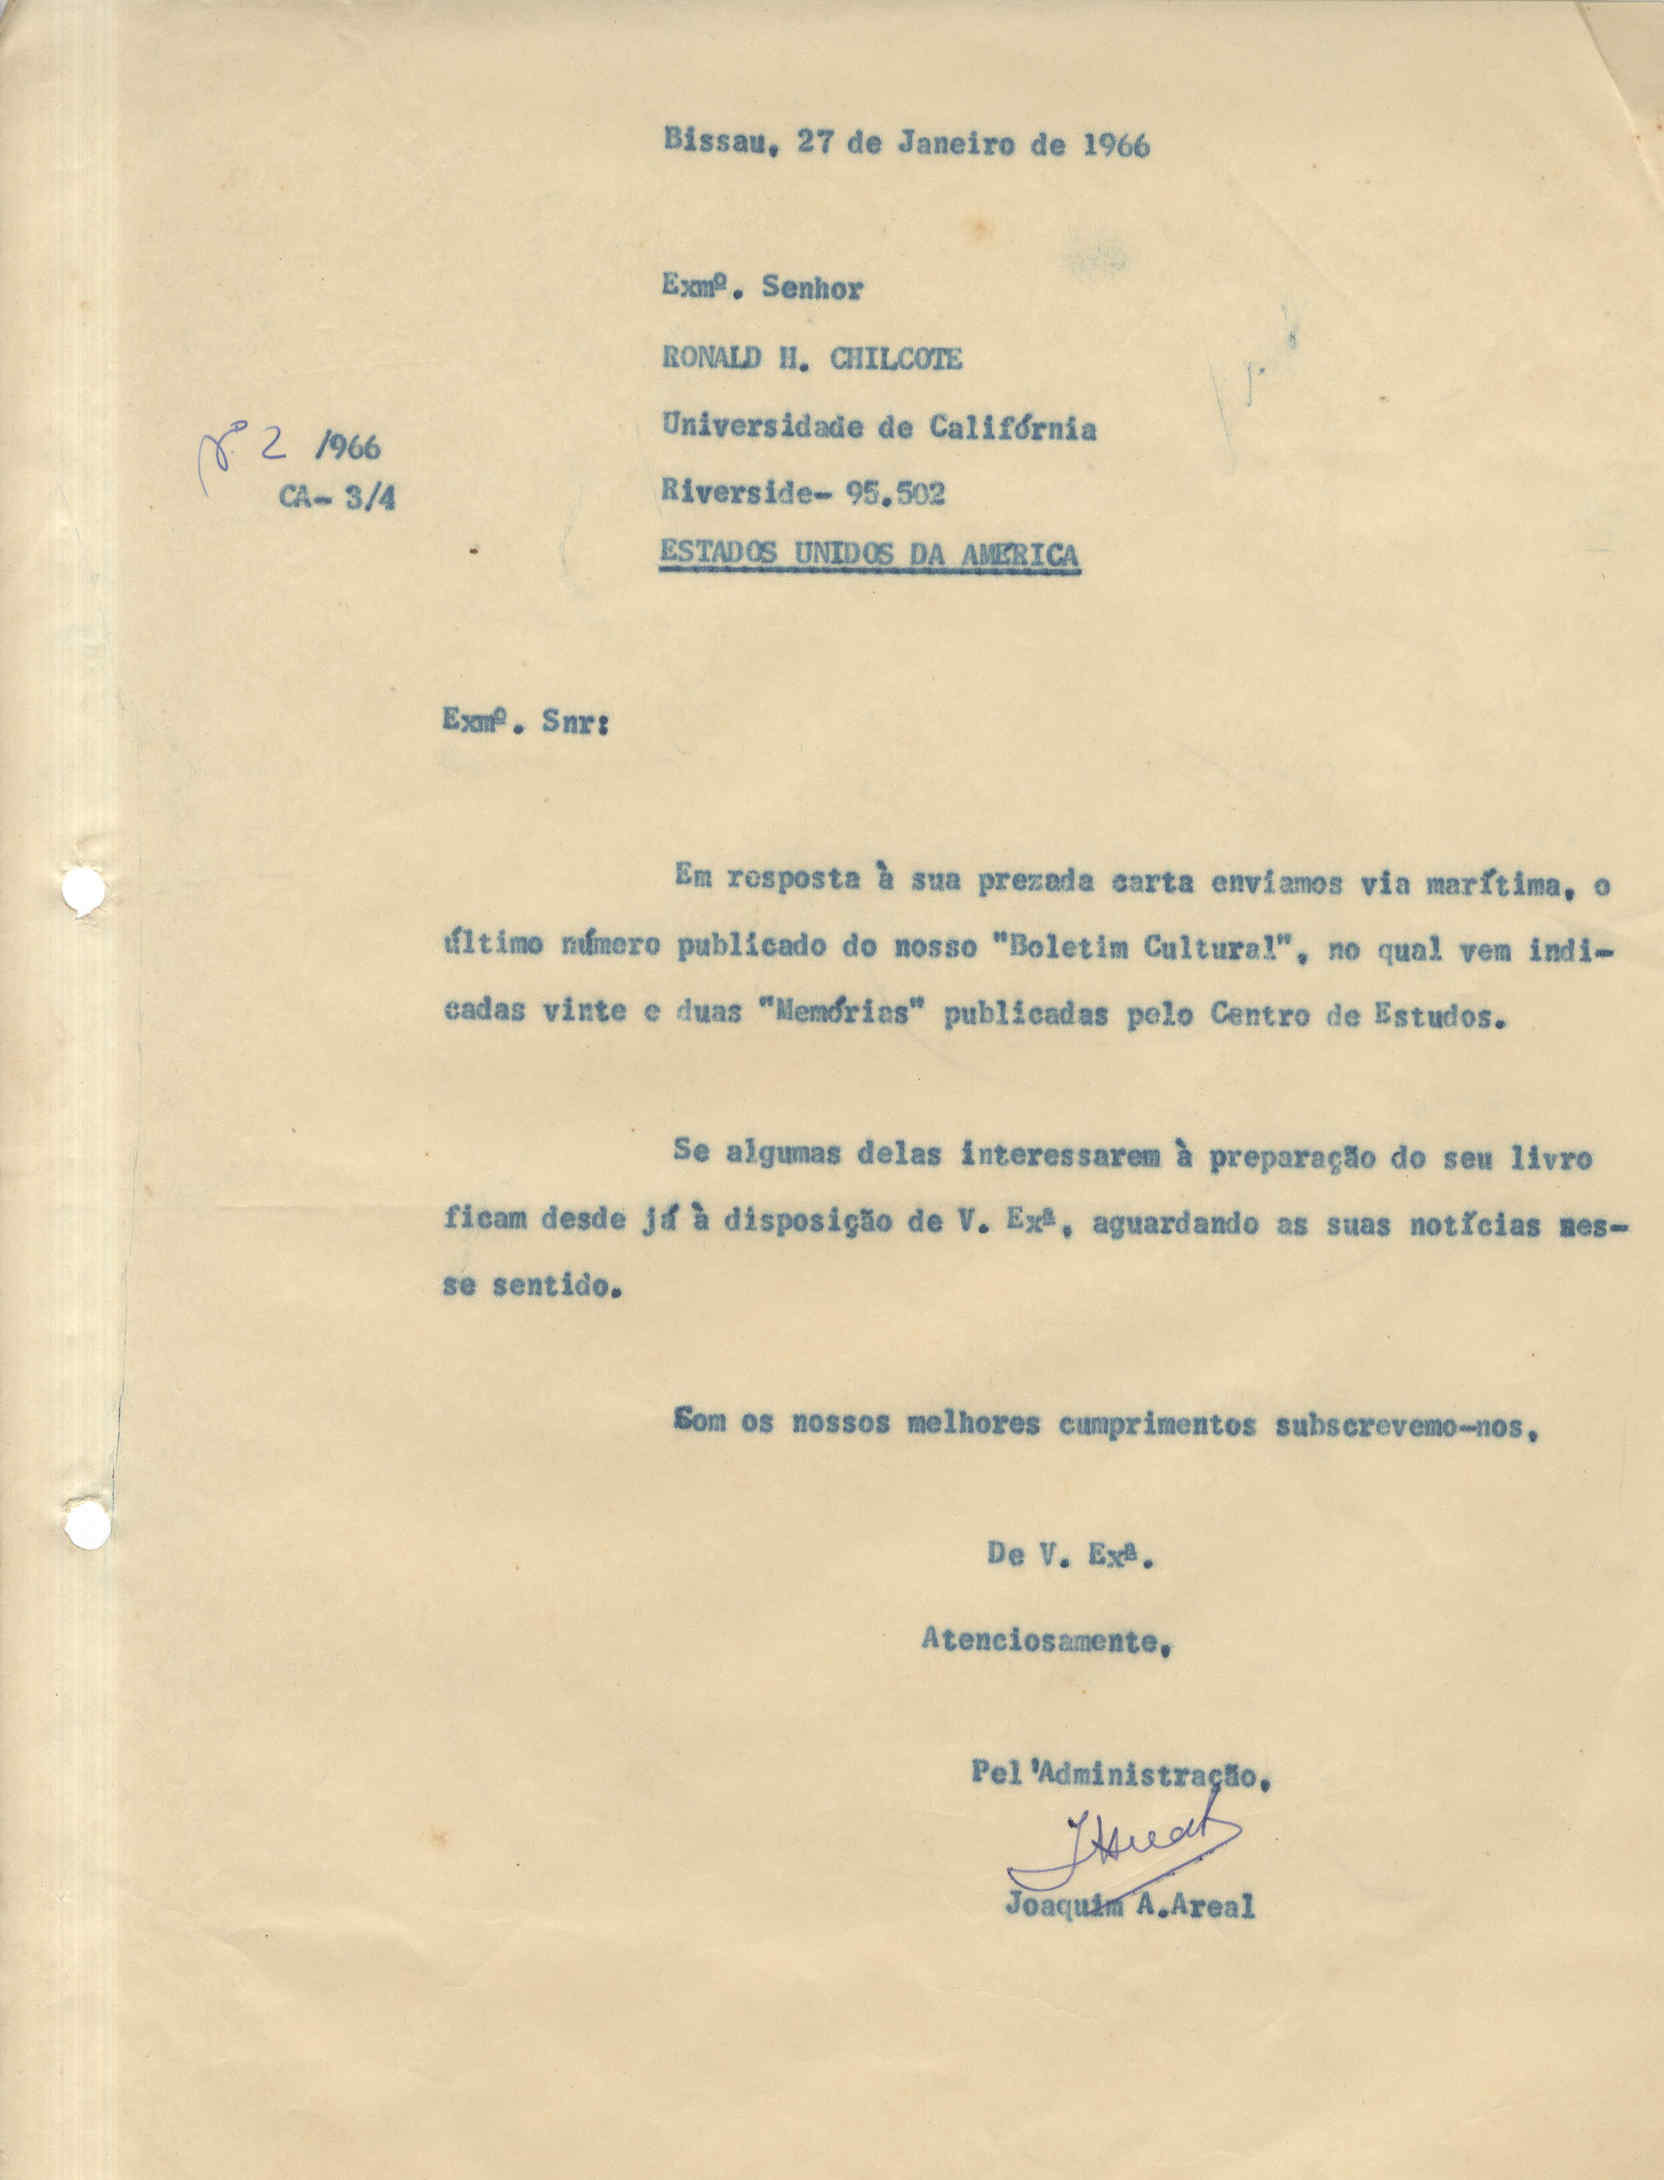 Bissau, 27 de Janeiro de 1966
Exmº. Senhor
RONALD H. CHILCOTE
Universidade de Califórnia
Nº 2 /966
CA- 3/4
Riverside- 95.502
ESTADOS UNIDOS DA AMERICA
Exmº. Snr:
Em resposta à sua prezada carta enviamos via marítima, o
último número publicado do nosso "Boletim Cultural", no qual vem indi-
cadas vinte e duas "Memórias" publicadas pelo Centro de Estudos.
Se algumas delas interessarem à preparação do seu livro
ficam desde já à disposição de V. Exª, aguardando as suas notícias nes-
se sentido.
Com os nossos melhores cumprimentos subscrevemo-nos,
De V. Exª.
Atenciosamente,
Pel'Administração,
JAreal
Joaquim A.Areal